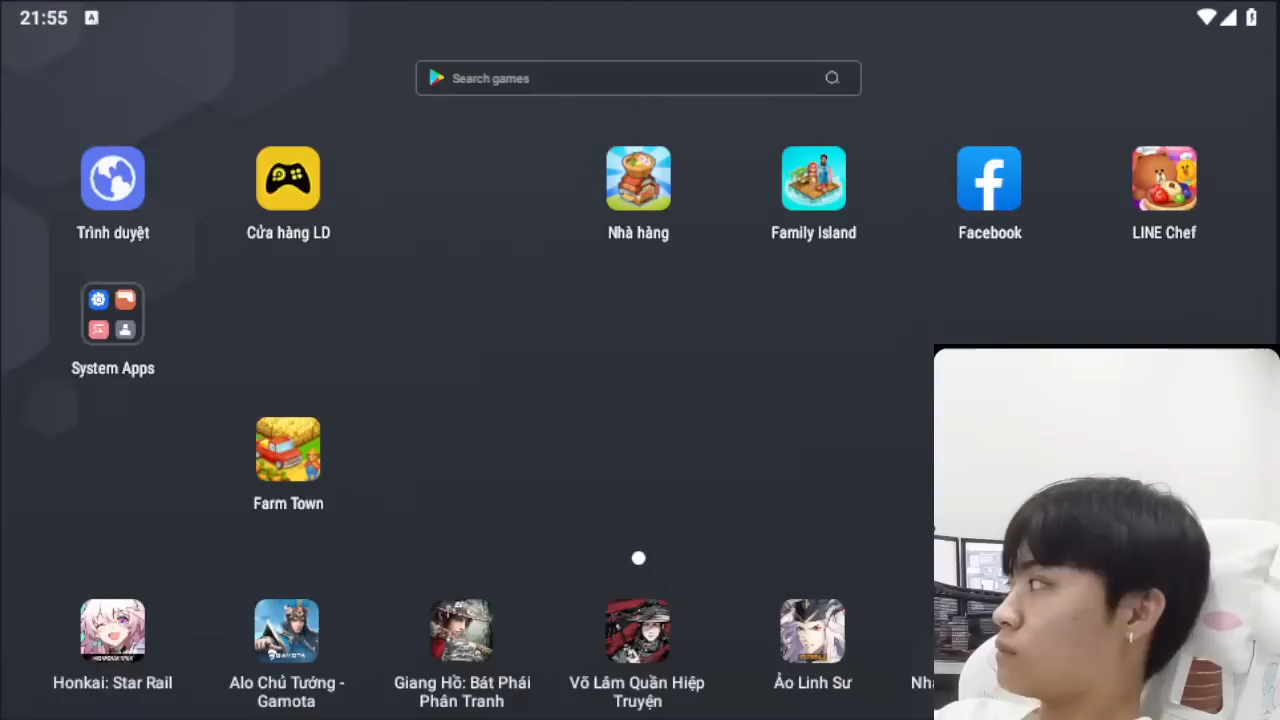 21:55
Search games
Trình duyệt
Cửa hàng LD
Nhà hàng
Family Island
Facebook
LINE Chef
System Apps
Farm Town
Honkai: Star Rail
Alo Chủ Tướng -
Gamota
Giang Hồ: Bát Phái
Phân Tranh
Võ Lâm Quần Hiệp
Truyện
Ảo Linh Sư